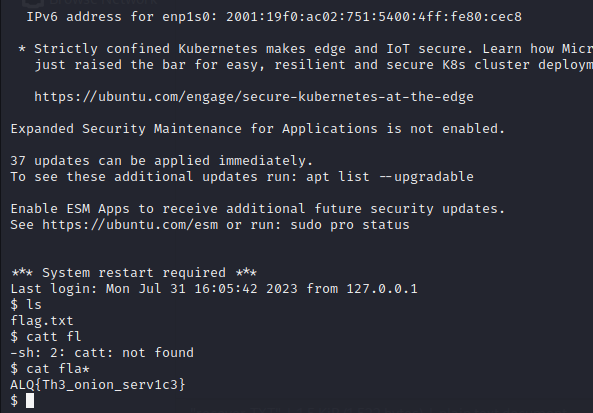 IPv6 address for enp1s0: 2001:19f0:ac02:751:5400:4ff:fe80:cec8
* Strictly confined Kubernetes makes edge and IoT secure. Learn how Micr
just raised the bar for easy, resilient and secure K8s cluster deploym
https://ubuntu.com/engage/secure-kubernetes-at-the-edge
Expanded Security Maintenance for Applications is not enabled.
37 updates can be applied immediately.
To see these additional updates run: apt list --upgradable
Enable ESM Apps to receive additional future security updates.
See https://ubuntu.com/esm or run: sudo pro status
*** System restart required ***
Last login: Mon Jul 31 16:05:42 2023 from 127.0.0.1
$ ls
flag.txt
$ catt fl
-sh: 2: catt: not found
$ cat fla*
ALQ{Th3_onion_serv1c3}
$